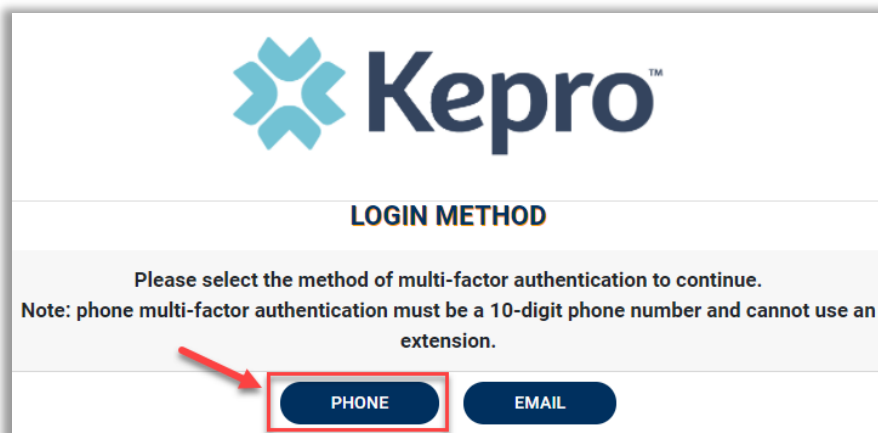 Kepro™
LOGIN METHOD
Please select the method of multi-factor authentication to continue.
Note: phone multi-factor authentication must be a 10-digit phone number and cannot use an
extension.
PHONE EMAIL